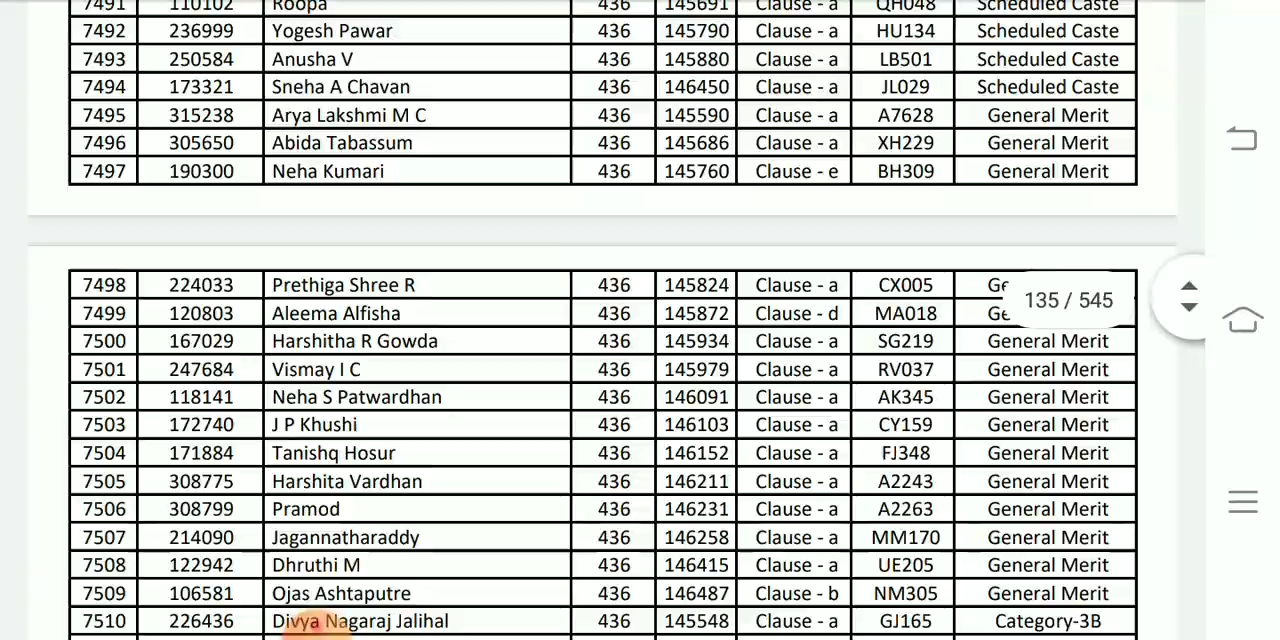 7491 110102 Roopa 436 145691 Clause - a QH048 Scheduled Caste
7492 236999 Yogesh Pawar 436 145790 Clause - a HU134 Scheduled Caste
7493 250584 Anusha V 436 145880 Clause - a LB501 Scheduled Caste
7494 173321 Sneha A Chavan 436 146450 Clause - a JL029 Scheduled Caste
7495 315238 Arya Lakshmi M C 436 145590 Clause - a A7628 General Merit
7496 305650 Abida Tabassum 436 145686 Clause - a XH229 General Merit
7497 190300 Neha Kumari 436 145760 Clause - e BH309 General Merit
7498 224033 Prethiga Shree R 436 145824 Clause - a CX005 Ge
135 / 545
7499 120803 Aleema Alfisha 436 145872 Clause - d MA018 Ge
7500 167029 Harshitha R Gowda 436 145934 Clause - a SG219 General Merit
7501 247684 Vismay I C 436 145979 Clause - a RV037 General Merit
7502 118141 Neha S Patwardhan 436 146091 Clause - a AK345 General Merit
7503 172740 J P Khushi 436 146103 Clause - a CY159 General Merit
7504 171884 Tanishq Hosur 436 146152 Clause - a FJ348 General Merit
7505 308775 Harshita Vardhan 436 146211 Clause - a A2243 General Merit
7506 308799 Pramod 436 146231 Clause - a A2263 General Merit
7507 214090 Jagannatharaddy 436 146258 Clause - a MM170 General Merit
7508 122942 Dhruthi M 436 146415 Clause - a UE205 General Merit
7509 106581 Ojas Ashtaputre 436 146487 Clause - b NM305 General Merit
7510 226436 Divya Nagaraj Jalihal 436 145548 Clause - a GJ165 Category-3B